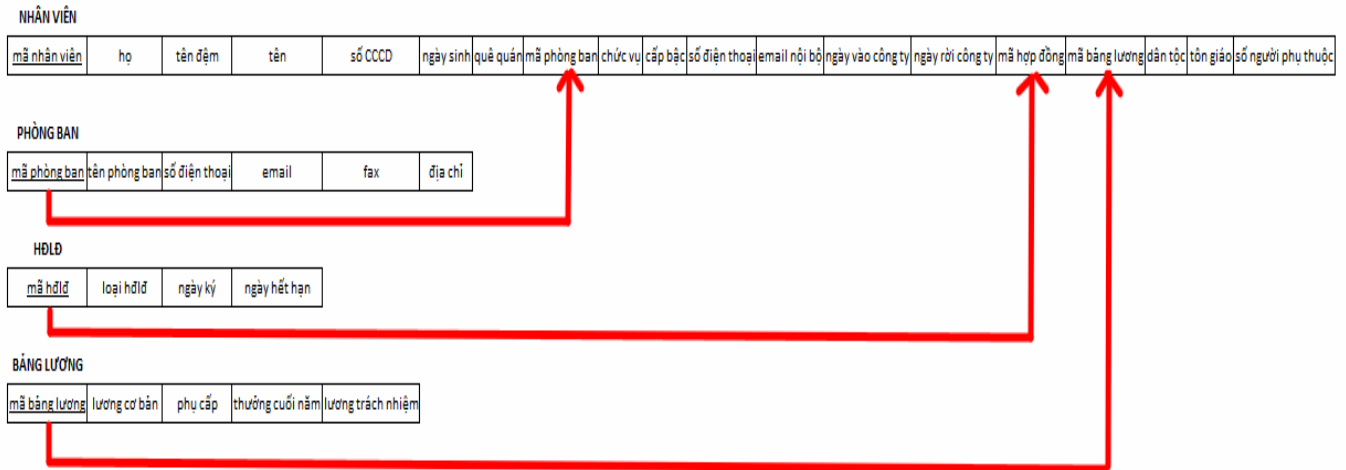 NHÂN VIÊN
mã nhân viên họ tên đệm tên số CCCD ngày sinh quê quán mã phòng ban chức vụ cấp bậc số điện thoại email nội bộ ngày vào công ty ngày rời công ty mã hợp đồng mã bảng lương dân tộc tôn giáo số người phụ thuộc
PHÒNG BAN
mã phòng ban tên phòng ban số điện thoại email fax địa chỉ
HĐLĐ
mã hđlđ loại hđlđ ngày ký ngày hết hạn
BẢNG LƯƠNG
mã bảng lương lương cơ bản phụ cấp thưởng cuối năm lương trách nhiệm